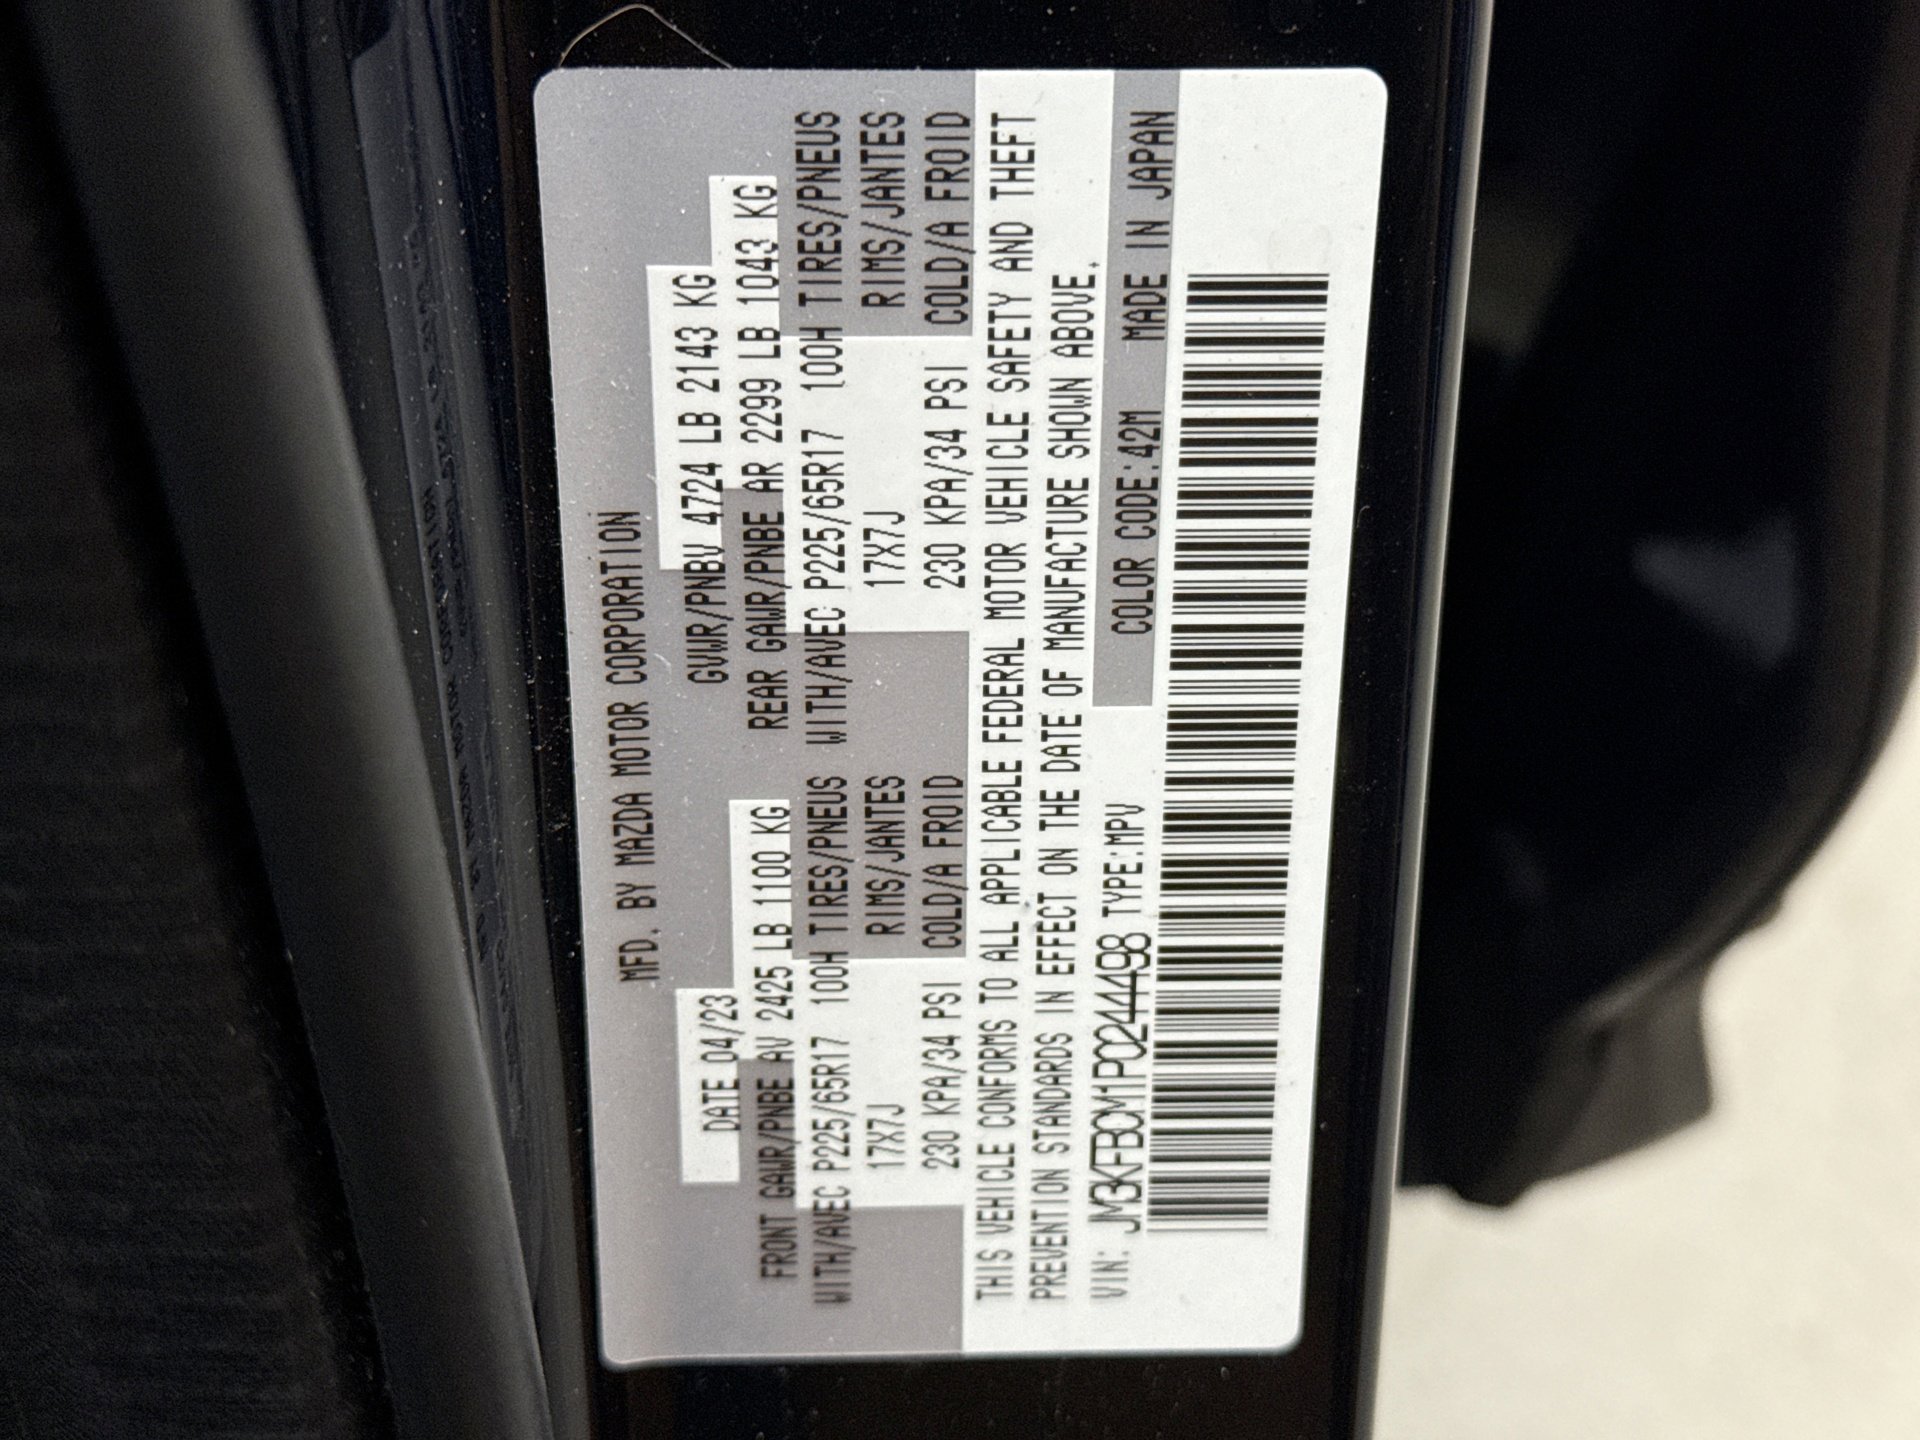 MFD. BY MAZDA MOTOR CORPORATION
DATE 04/23 GVWR/PNBV 4724 LB 2143 KG
FRONT GAWR/PNBE AV 2425 LB 1100 KG REAR GAWR/PNBE AR 2299 LB 1043 KG
WITH/AVEC P225/65R17 100H TIRES/PNEUS WITH/AVEC P225/65R17 100H TIRES/PNEUS
17X7J RIMS/JANTES 17X7J RIMS/JANTES
230 KPA/34 PSI COLD/A FROID 230 KPA/34 PSI COLD/A FROID
THIS VEHICLE CONFORMS TO ALL APPLICABLE FEDERAL MOTOR VEHICLE SAFETY AND THEFT
PREVENTION STANDARDS IN EFFECT ON THE DATE OF MANUFACTURE SHOWN ABOVE.
VIN: JM3KFBCM1P0244498 TYPE:MPV COLOR CODE:42M MADE IN JAPAN